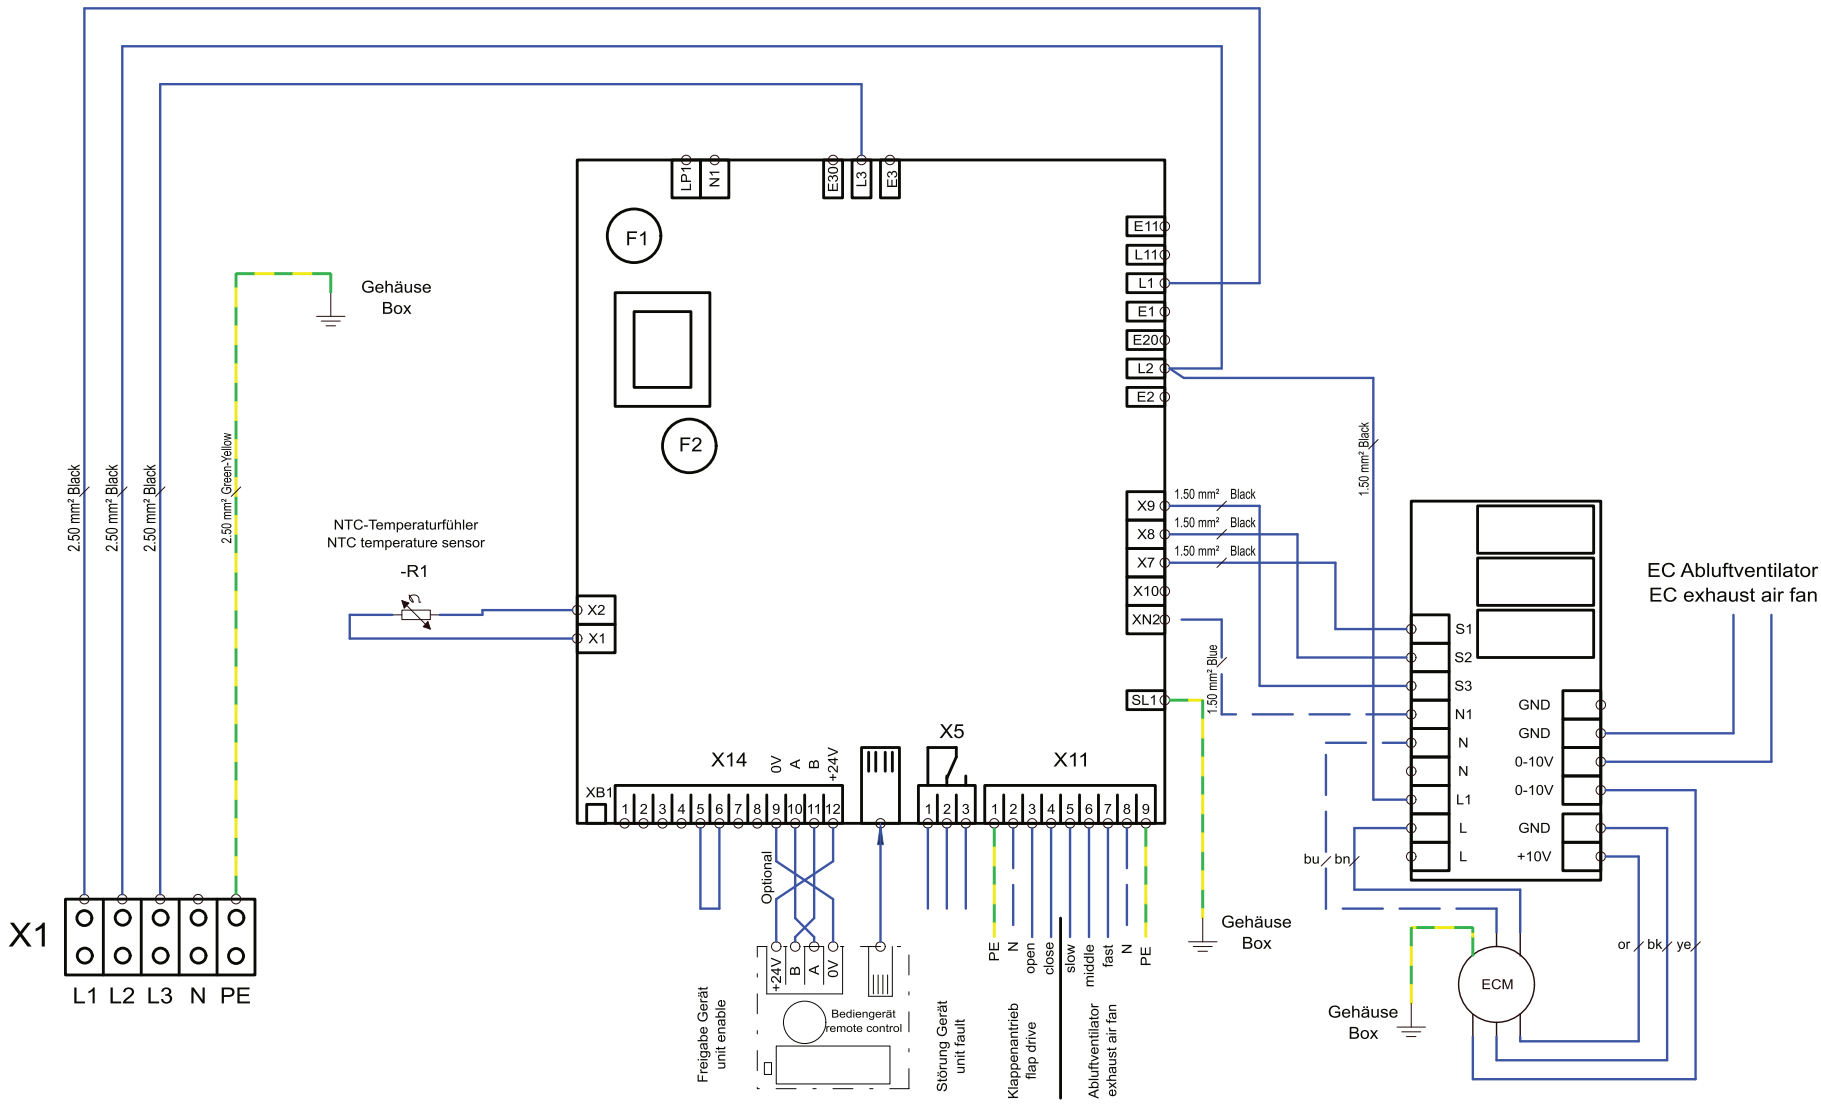 LP1
N1
E30
L3
E3
F1
E11
L11
L1
E1
E20
L2
E2
Gehäuse
Box
F2
2.50 mm² Black
2.50 mm² Black
2.50 mm² Black
2.50 mm² Green-Yellow
1.50 mm² Black
NTC-Temperaturfühler
NTC temperature sensor
-R1
X2
X1
X9
X8
X7
X10
XN2
SL1
1.50 mm² Black
1.50 mm² Black
1.50 mm² Black
1.50 mm² Blue
EC Abluftventilator
EC exhaust air fan
S1
S2
S3
N1
N
N
L1
L
L
GND
GND
0-10V
0-10V
GND
+10V
X14
0V
A
B
+24V
X5
X11
XB1
1 2 3 4 5 6 7 8 9 10 11 12
1 2 3
1 2 3 4 5 6 7 8 9
Optional
bu
bn
X1
L1 L2 L3 N PE
+24V
B
A
0V
Bediengerät
remote control
PE
N
open
close
slow
middle
fast
N
PE
Gehäuse
Box
or
bk
ye
ECM
Gehäuse
Box
Freigabe Gerät
unit enable
Störung Gerät
unit fault
Klappenantrieb
flap drive
Abluftventilator
exhaust air fan